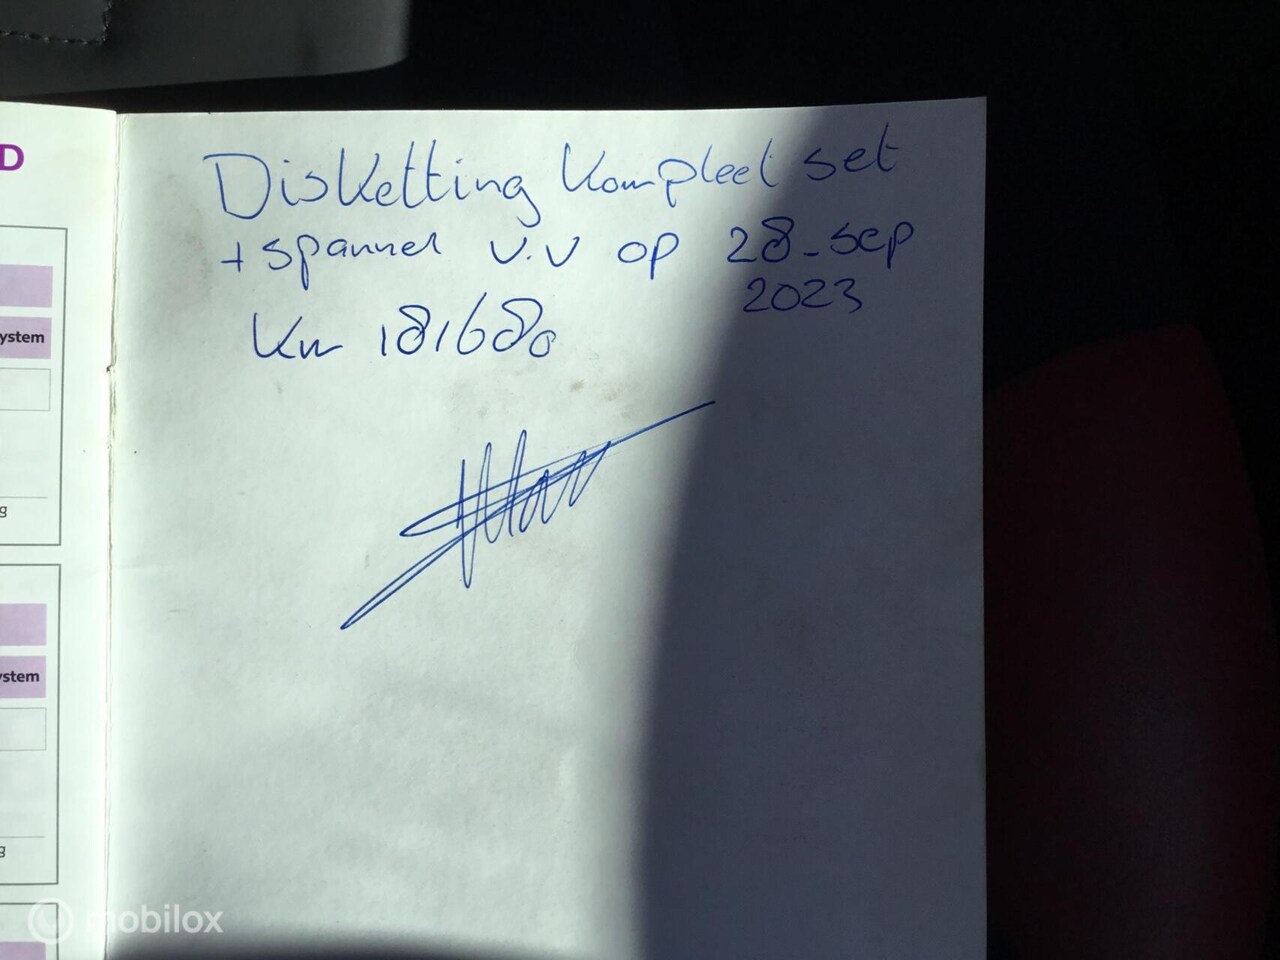 D
ystem
g
ystem
g
Disketting kompleet set
+ spanner v.v op 28-sep
2023
Km 181680
mobilox